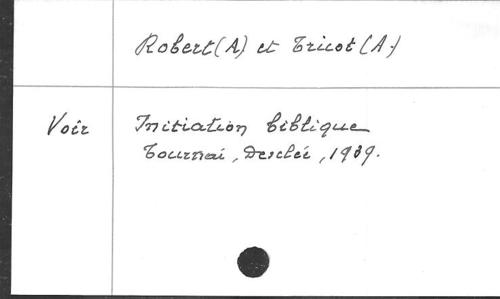 Robert (A) et Tricot (A.)
Voir Initiation biblique
Tournai, Desclée, 1939.